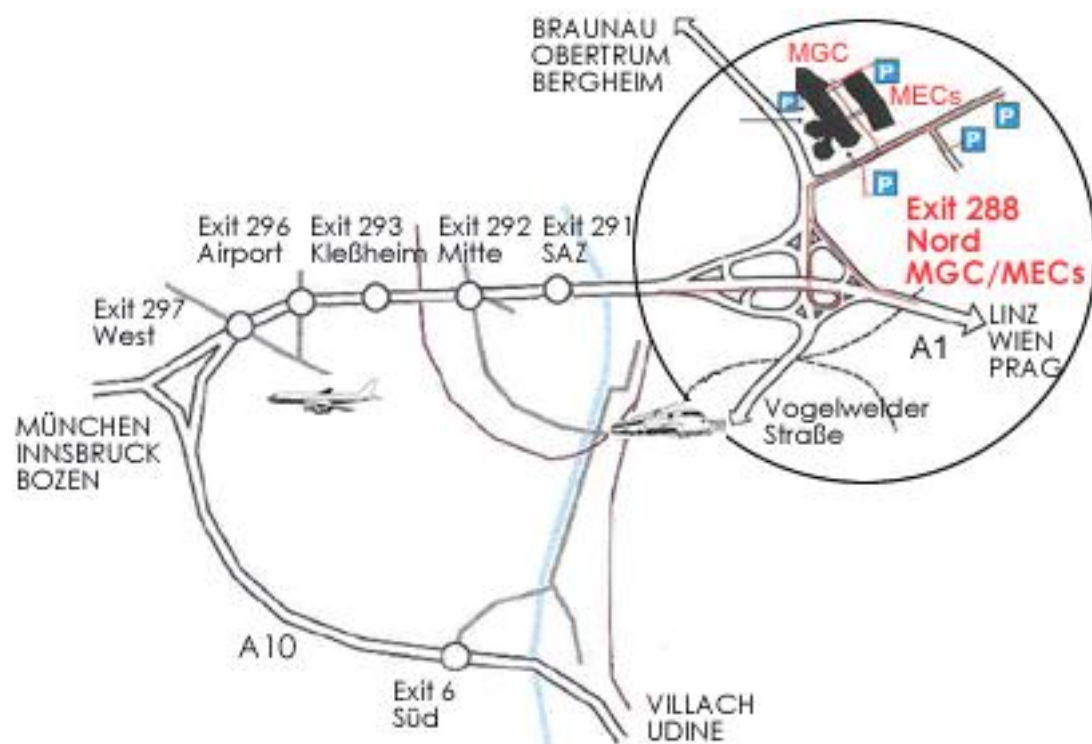 BRAUNAU
OBERTRUM
BERGHEIM
MGC
P
P
MECs
P
P
P
Exit 288
Nord
MGC/MECs
Exit 296
Airport
Exit 293
Kleßheim
Exit 292
Mitte
Exit 291
SAZ
Exit 297
West
LINZ
WIEN
PRAG
A1
MÜNCHEN
INNSBRUCK
BOZEN
Vogelweider
Straße
A10
Exit 6
Süd
VILLACH
UDINE